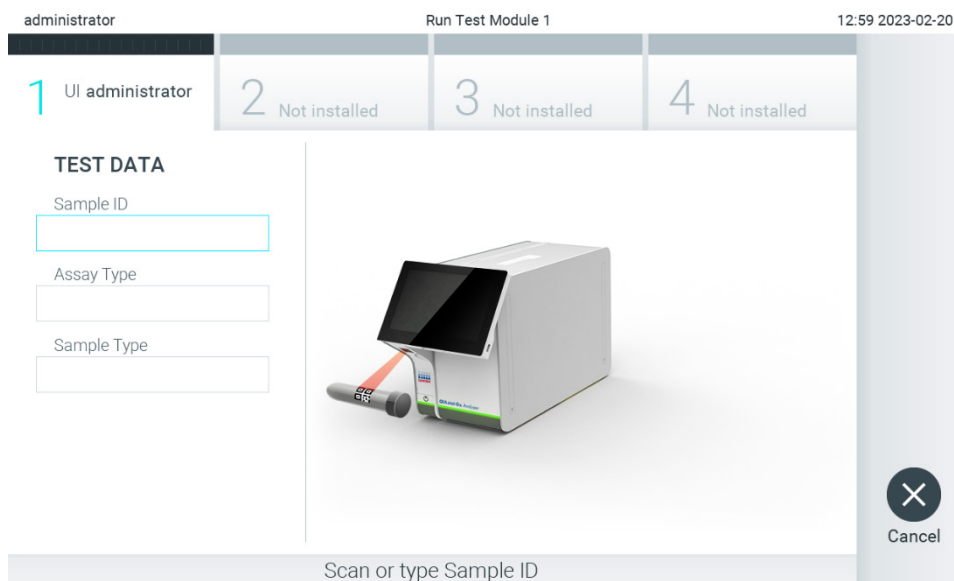 administrator Run Test Module 1 12:59 2023-02-20
1 UI administrator 2 Not installed 3 Not installed 4 Not installed
TEST DATA
Sample ID
Assay Type
Sample Type
Cancel
Scan or type Sample ID